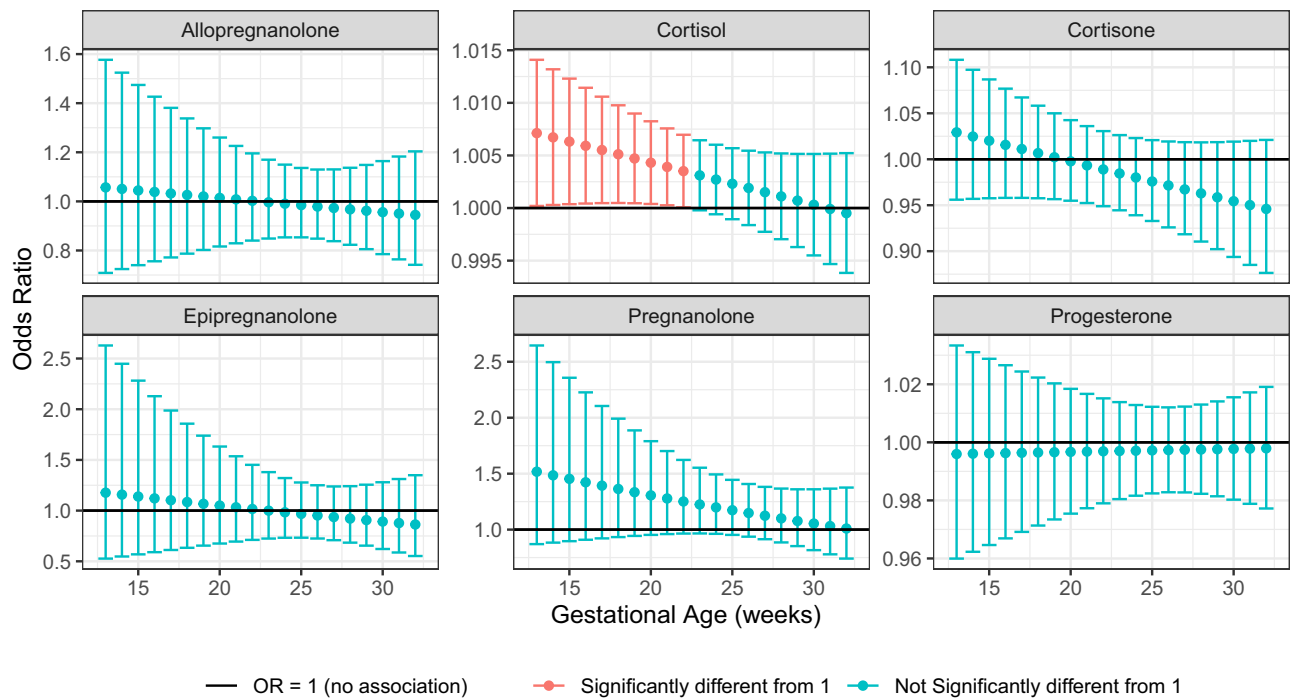 Allopregnanolone
Cortisol
Cortisone
1.6
1.4
1.2
1.0
0.8
1.015
1.010
1.005
1.000
0.995
1.10
1.05
1.00
0.95
0.90
Odds Ratio
Epipregnanolone
Pregnanolone
Progesterone
2.5
2.0
1.5
1.0
0.5
2.5
2.0
1.5
1.0
1.02
1.00
0.98
0.96
15 20 25 30
15 20 25 30
15 20 25 30
Gestational Age (weeks)
OR = 1 (no association) Significantly different from 1 Not Significantly different from 1